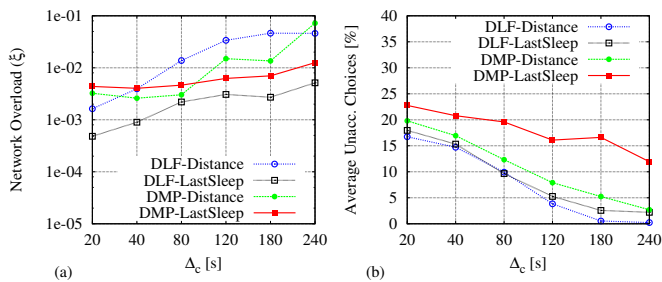 Network Overload (ξ)
1e-01
1e-02
1e-03
1e-04
1e-05
DLF-Distance
DLF-LastSleep
DMP-Distance
DMP-LastSleep
20 40 80 120 180 240
(a)
Δc [s]
Average Unacc. Choices [%]
40
35
30
25
20
15
10
5
0
DLF-Distance
DLF-LastSleep
DMP-Distance
DMP-LastSleep
20 40 80 120 180 240
(b)
Δc [s]